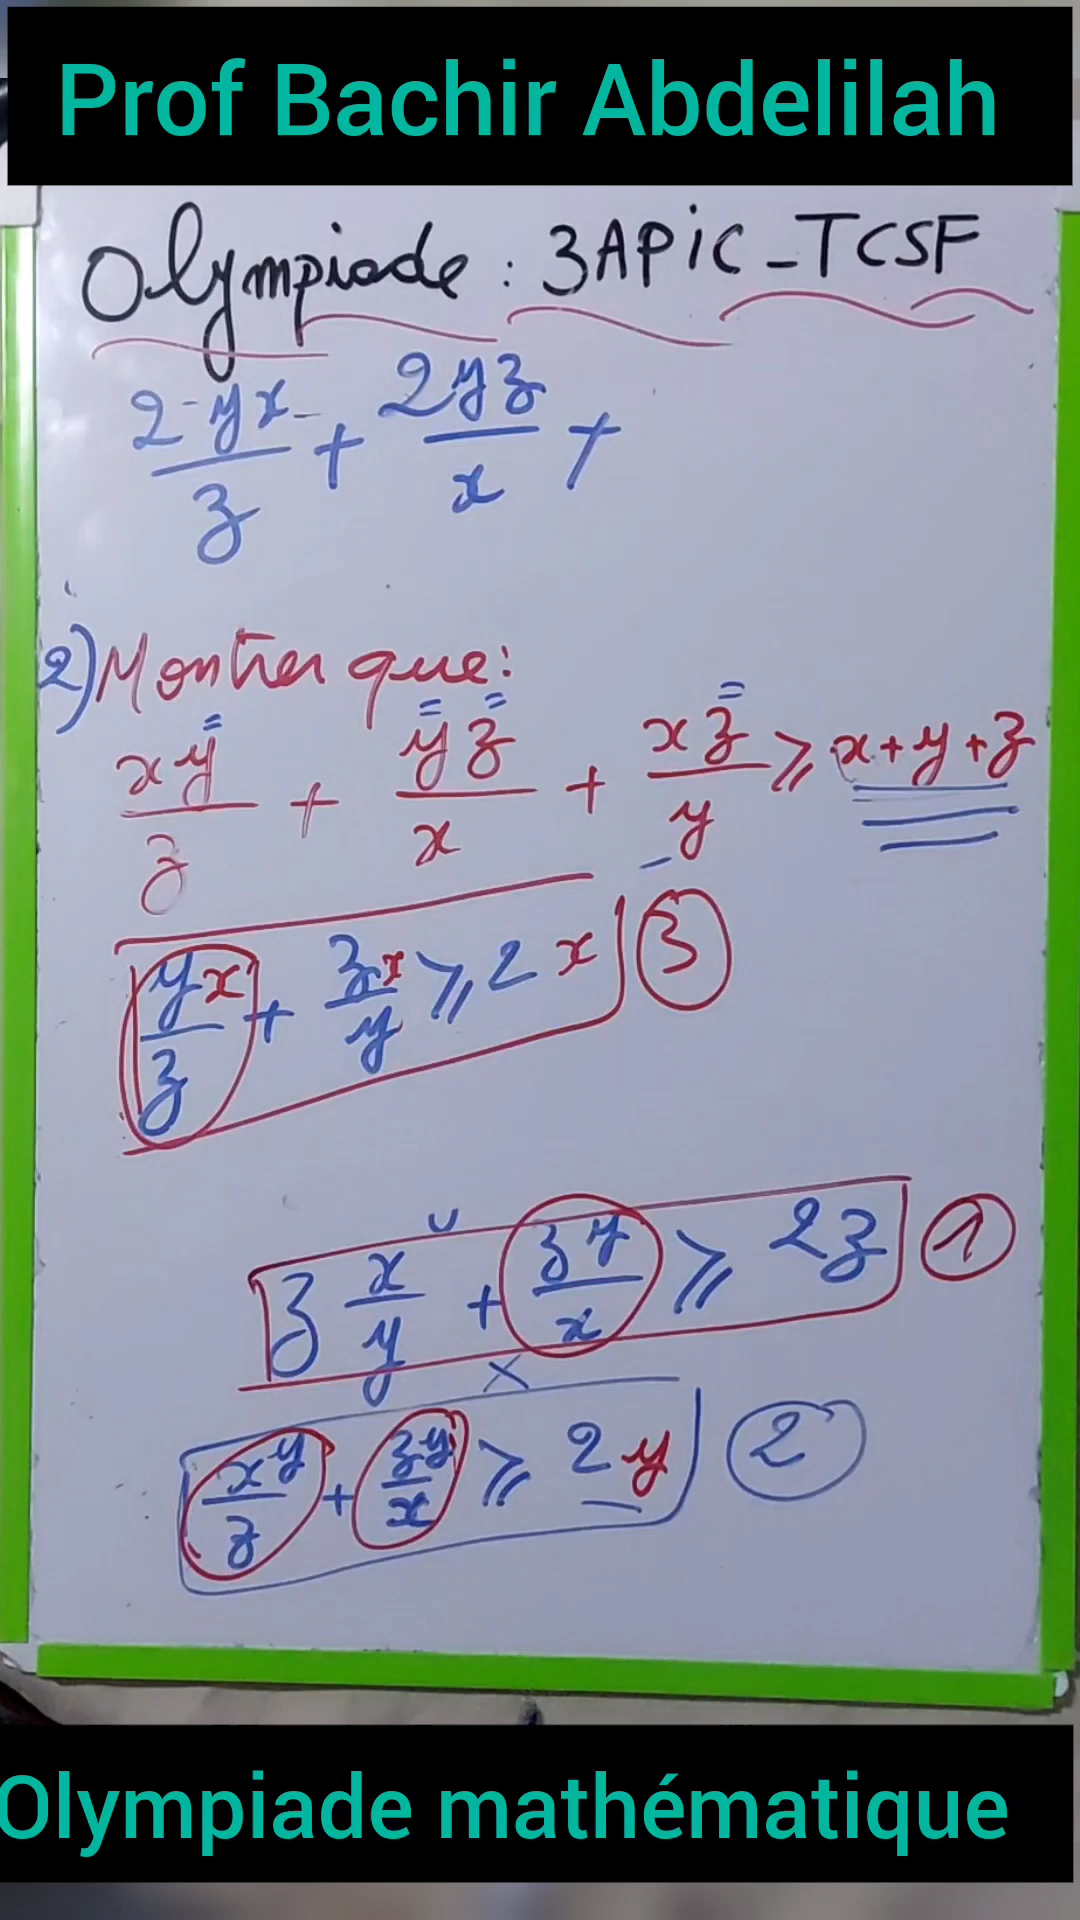 Prof Bachir Abdelilah
Olympiade : 3APiC_TCSF
2yx/z + 2yz/x +
2) Montrer que :
xy/z + yz/x + xz/y ≥ x+y+z
yx/z + zx/y ≥ 2x 3
z x/y + zy/x ≥ 2z 1
xy/z + zy/x ≥ 2y 2
Olympiade mathématique